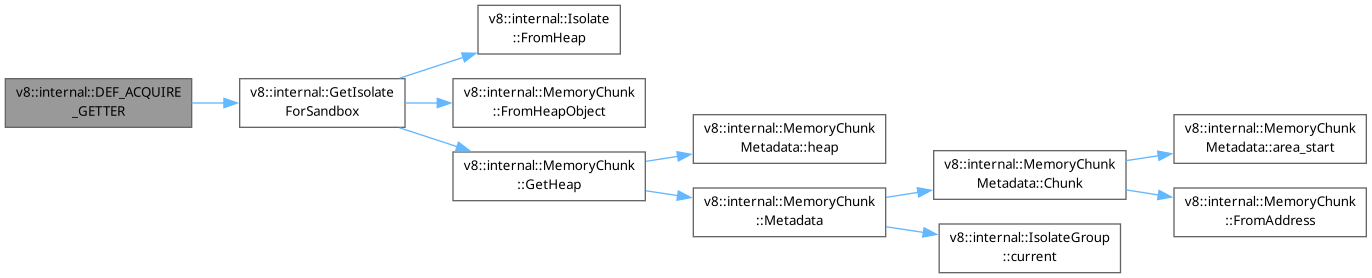 v8::internal::DEF_ACQUIRE
_GETTER
v8::internal::GetIsolate
ForSandbox
v8::internal::Isolate
::FromHeap
v8::internal::MemoryChunk
::FromHeapObject
v8::internal::MemoryChunk
::GetHeap
v8::internal::MemoryChunk
Metadata::heap
v8::internal::MemoryChunk
::Metadata
v8::internal::MemoryChunk
Metadata::Chunk
v8::internal::IsolateGroup
::current
v8::internal::MemoryChunk
Metadata::area_start
v8::internal::MemoryChunk
::FromAddress